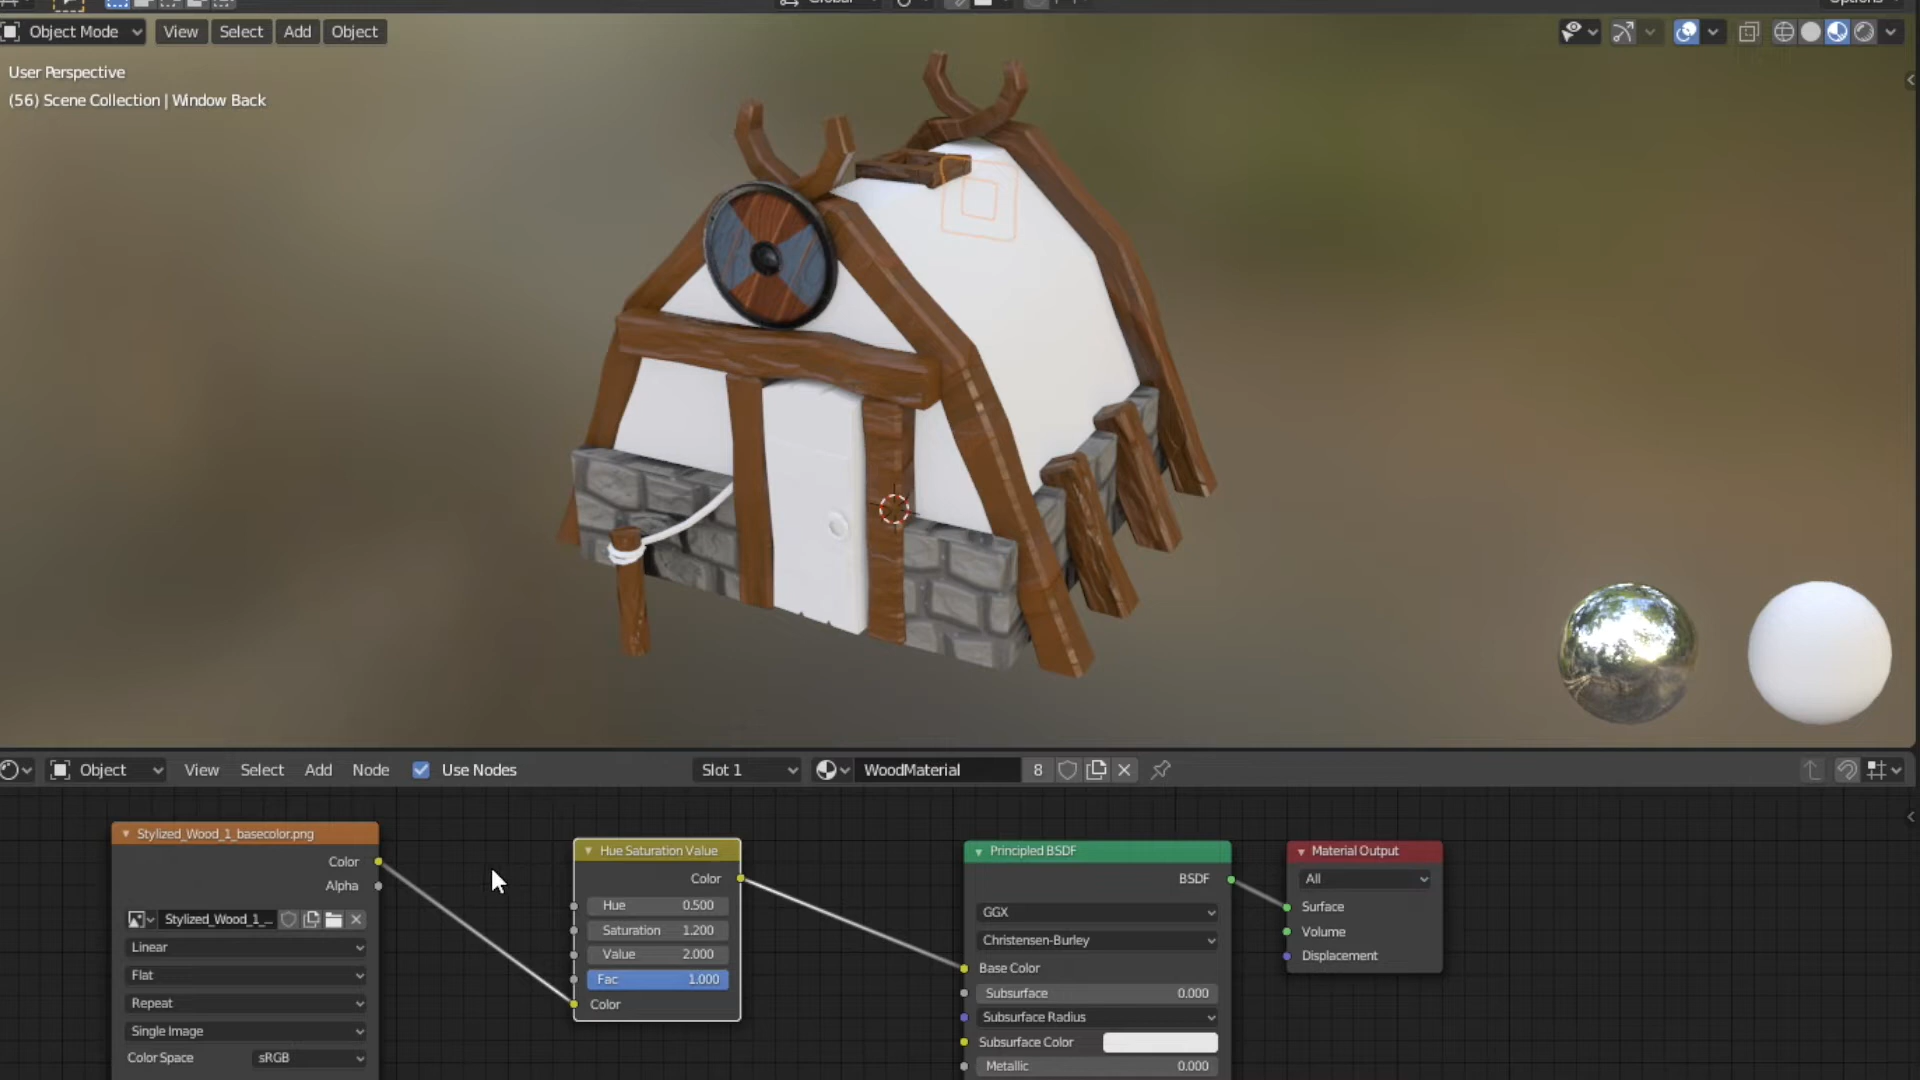 Global
Options
Object Mode View Select Add Object
User Perspective
(56) Scene Collection | Window Back
Object View Select Add Node Use Nodes Slot 1 WoodMaterial 8
Stylized_Wood_1_basecolor.png
Color
Alpha
Stylized_Wood_1_...
Linear
Flat
Repeat
Single Image
Color Space sRGB
Hue Saturation Value
Color
Hue 0.500
Saturation 1.200
Value 2.000
Fac 1.000
Color
Principled BSDF
BSDF
GGX
Christensen-Burley
Base Color
Subsurface 0.000
Subsurface Radius
Subsurface Color
Metallic 0.000
Material Output
All
Surface
Volume
Displacement